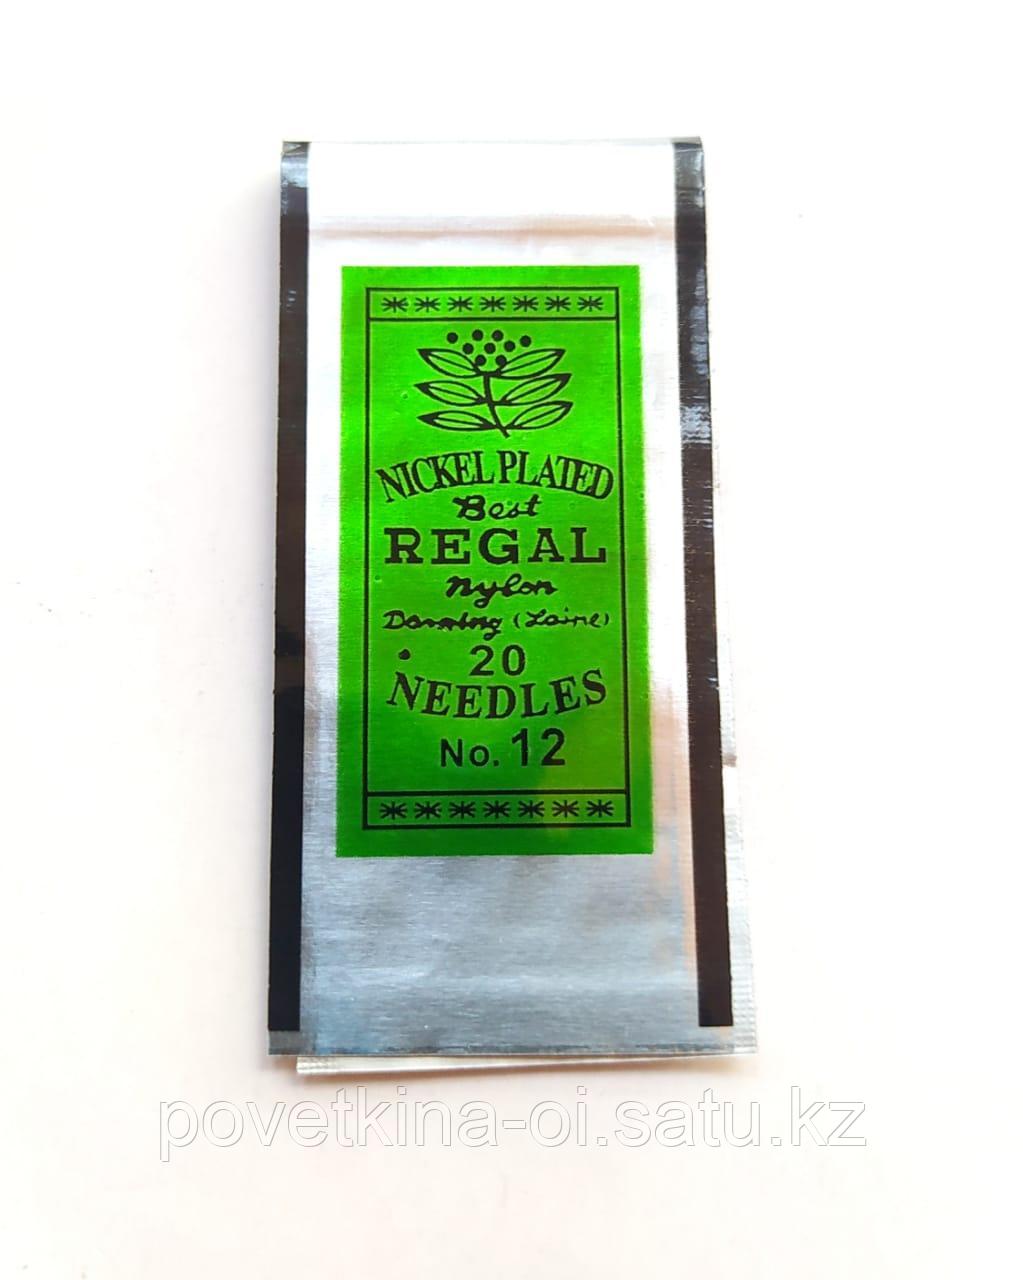 NICKEL PLATED
Best
REGAL
Nylon
Darning (Laine)
20
NEEDLES
No. 12
povetkina-oi.satu.kz